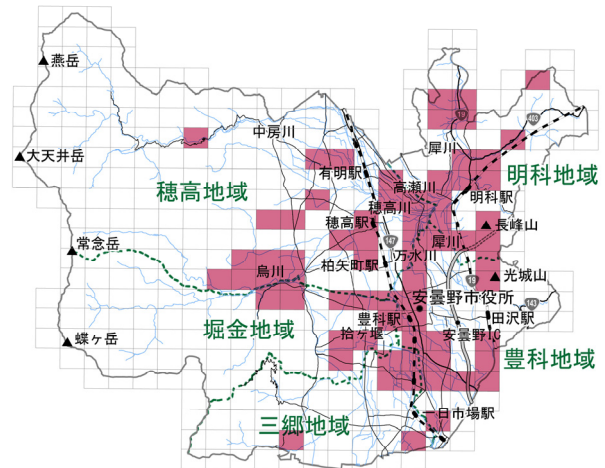 燕岳
大天井岳
常念岳
蝶ヶ岳
中房川
有明駅
穂高地域
高瀬川
穂高川
穂高駅
147
万水川
柏矢町駅
烏川
犀川
19
403
明科地域
明科駅
長峰山
犀川
光城山
19
安曇野市役所
143
田沢駅
安曇野IC
豊科駅
拾ヶ堰
堀金地域
豊科地域
三郷地域
一日市場駅